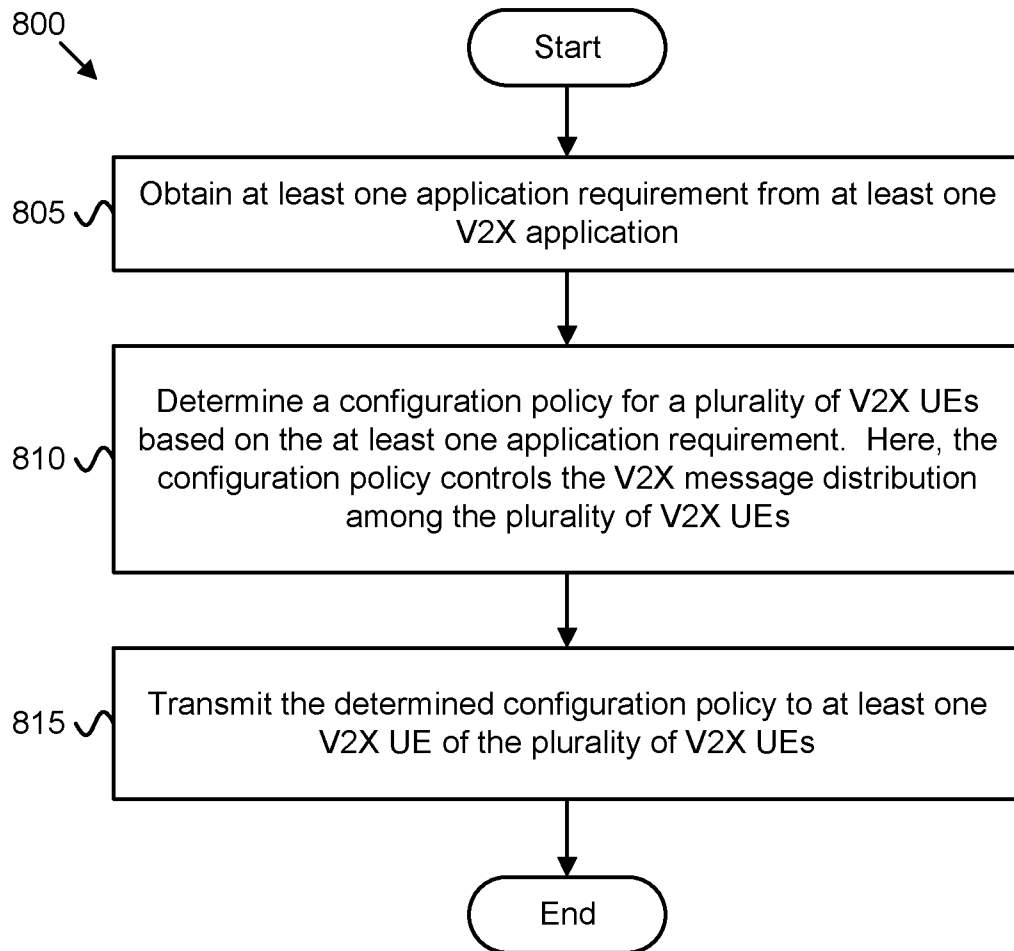 800
Start
805
Obtain at least one application requirement from at least one
V2X application
810
Determine a configuration policy for a plurality of V2X UEs
based on the at least one application requirement.  Here, the
configuration policy controls the V2X message distribution
among the plurality of V2X UEs
815
Transmit the determined configuration policy to at least one
V2X UE of the plurality of V2X UEs
End